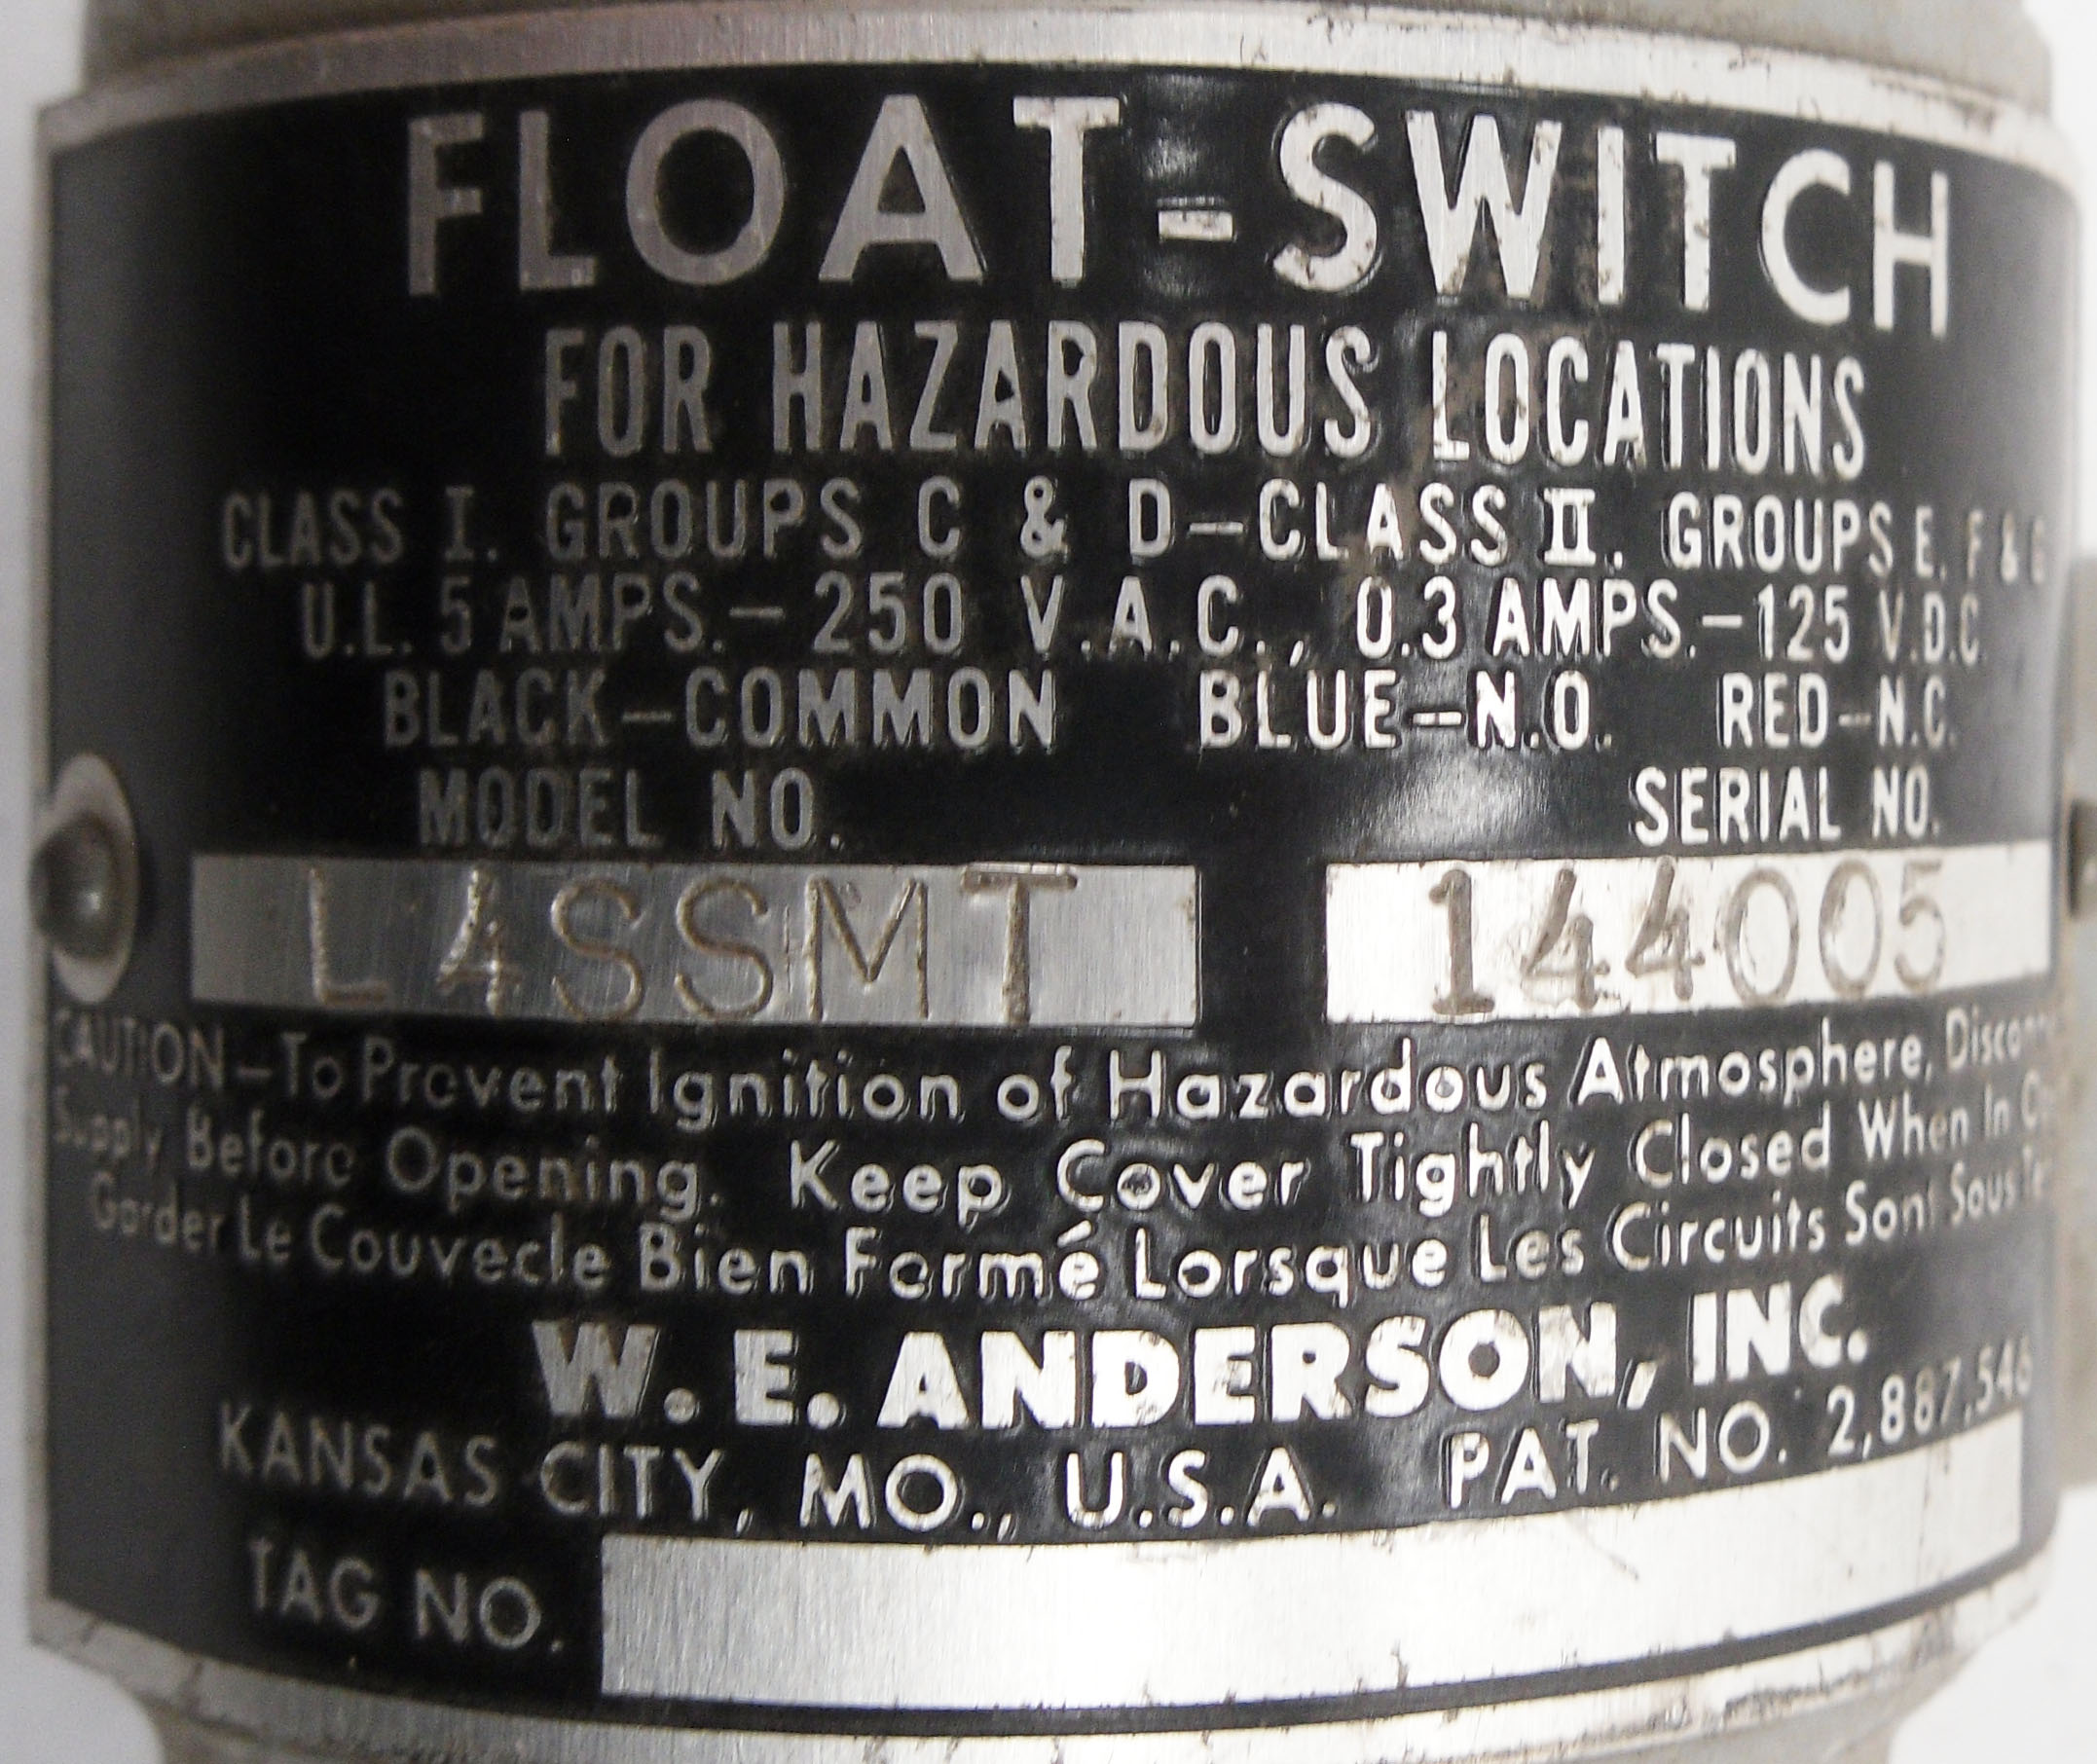 FLOAT-SWITCH
FOR HAZARDOUS LOCATIONS
CLASS I. GROUPS C & D-CLASS II. GROUPS E. F & G
U.L. 5 AMPS.- 250 V.A.C., 0.3 AMPS.-125 V.D.C
BLACK-COMMON BLUE-N.O. RED-N.C.
MODEL NO. SERIAL NO.
L4SSMT 144005
CAUTION-To Prevent Ignition of Hazardous Atmosphere,
Supply Before Opening. Keep Cover Tightly Closed When In
Garder Le Couvecle Bien Fermé Lorsque Les Circuits Sont Sous
W. E. ANDERSON, INC.
KANSAS CITY, MO., U.S.A. PAT. NO. 2,887,546
TAG NO.